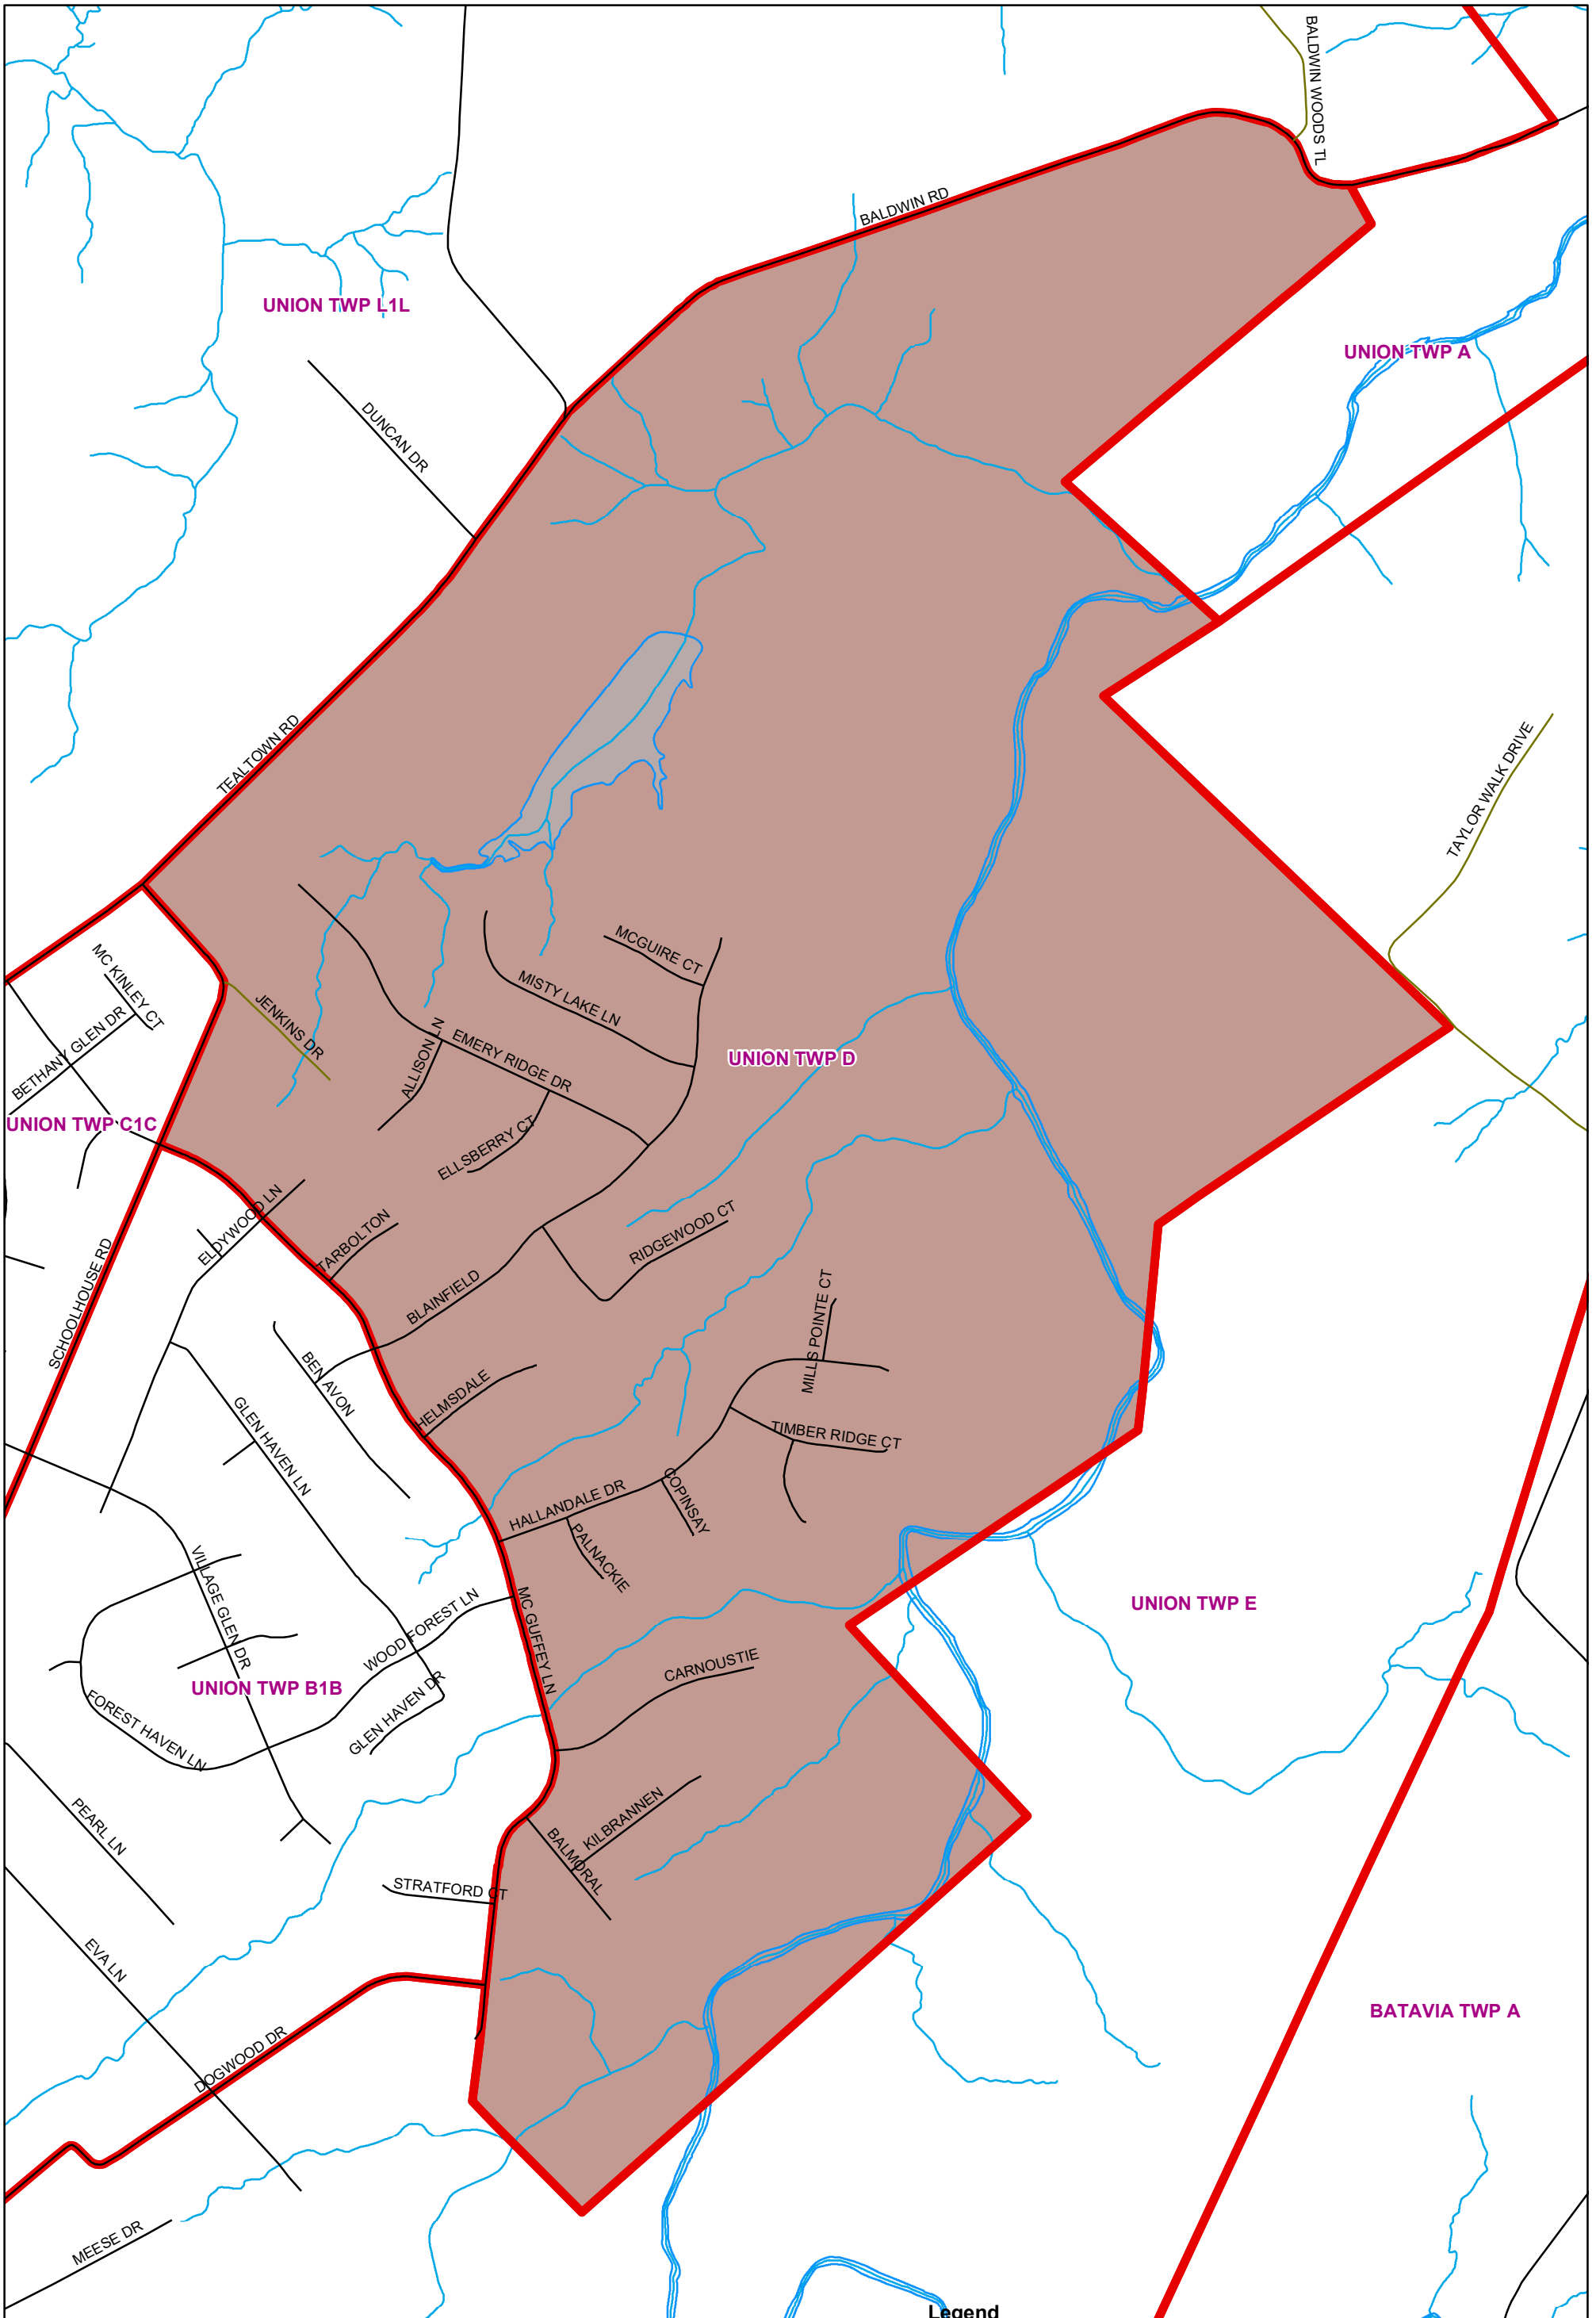 BALDWIN WOODS TL
BALDWIN RD
UNION TWP L1L
UNION TWP A
DUNCAN DR
TEALTOWN RD
TAYLOR WALK DRIVE
MC KINLEY CT
MCGUIRE CT
MISTY LAKE LN
JENKINS DR
BETHANY GLEN DR
ALLISON LN
EMERY RIDGE DR
UNION TWP D
UNION TWP C1C
ELLSBERRY CT
ELDYWOOD LN
TARBOLTON
RIDGEWOOD CT
SCHOOLHOUSE RD
BLAINFIELD
MILLS POINTE CT
BEN AVON
HELMSDALE
GLEN HAVEN LN
TIMBER RIDGE CT
HALLANDALE DR
COPINSAY
PALNACKIE
VILLAGE GLEN DR
MC GUFFEY LN
WOOD FOREST LN
UNION TWP E
CARNOUSTIE
UNION TWP B1B
GLEN HAVEN DR
FOREST HAVEN LN
PEARL LN
KILBRANNEN
BALMORAL
STRATFORD CT
EVA LN
BATAVIA TWP A
DOGWOOD DR
MEESE DR
Legend